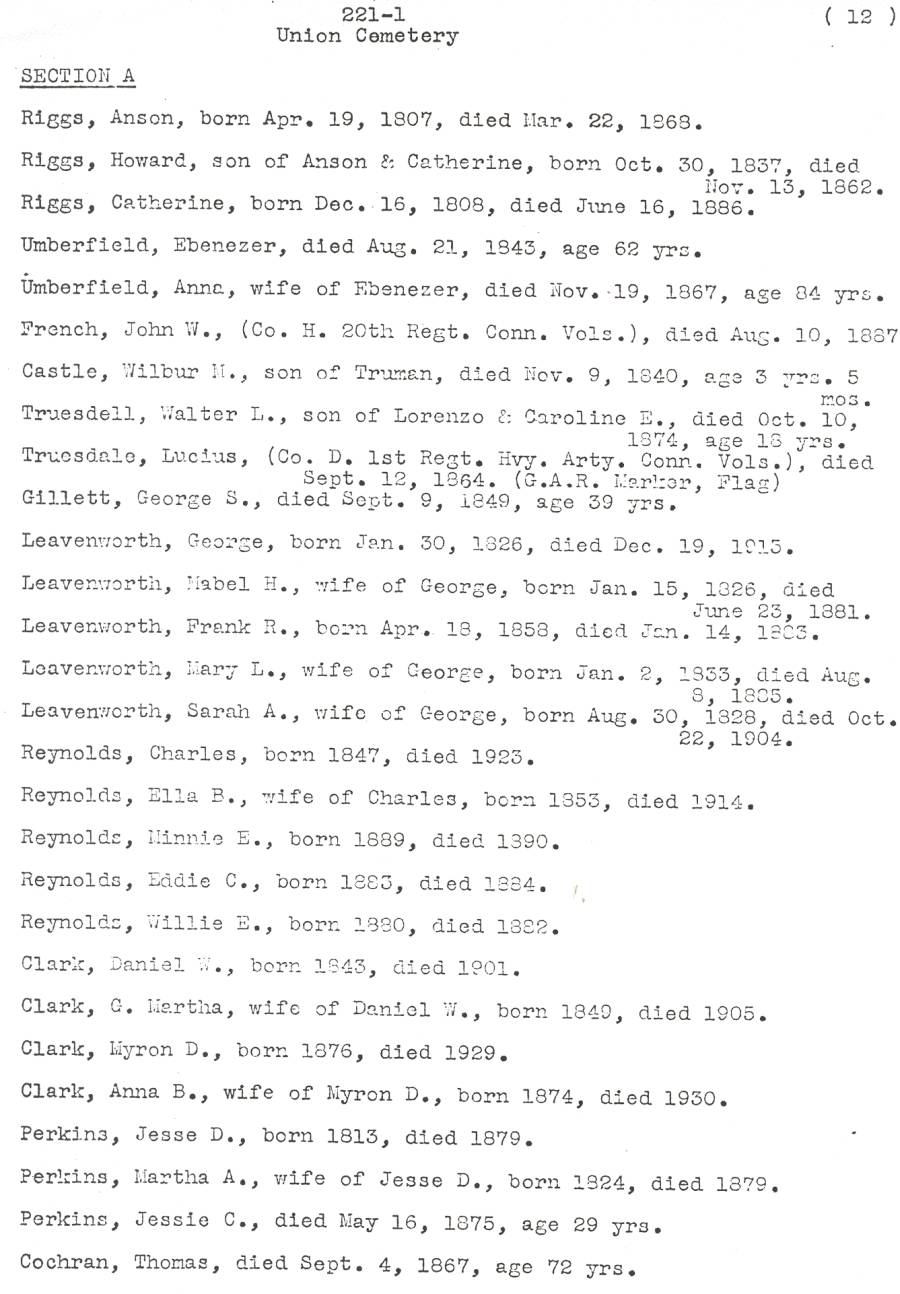 221-1 ( 12 )
Union Cemetery
SECTION A
Riggs, Anson, born Apr. 19, 1807, died Mar. 22, 1868.
Riggs, Howard, son of Anson & Catherine, born Oct. 30, 1837, died
Nov. 13, 1862.
Riggs, Catherine, born Dec. 16, 1808, died June 16, 1886.
Umberfield, Ebenezer, died Aug. 21, 1843, age 62 yrs.
Umberfield, Anna, wife of Ebenezer, died Nov. 19, 1867, age 84 yrs.
French, John W., (Co. H. 20th Regt. Conn. Vols.), died Aug. 10, 1887
Castle, Wilbur M., son of Truman, died Nov. 9, 1840, age 3 yrs. 5
mos.
Truesdell, Walter L., son of Lorenzo & Caroline E., died Oct. 10,
1874, age 18 yrs.
Truesdale, Lucius, (Co. D. 1st Regt. Hvy. Arty. Conn. Vols.), died
Sept. 12, 1864. (G.A.R. Marker, Flag)
Gillett, George S., died Sept. 9, 1849, age 39 yrs.
Leavenworth, George, born Jan. 30, 1826, died Dec. 19,
Leavenworth, Mabel H., wife of George, born Jan. 15, 1826, died
June 23, 1881.
Leavenworth, Frank R., born Apr. 18, 1858, died Jan. 14,
Leavenworth, Mary L., wife of George, born Jan. 2, 1833, died Aug.
8,
Leavenworth, Sarah A., wife of George, born Aug. 30, 1828, died Oct.
22, 1904.
Reynolds, Charles, born 1847, died 1923.
Reynolds, Ella B., wife of Charles, born 1853, died 1914.
Reynolds, Minnie E., born 1889, died 1890.
Reynolds, Eddie C., born 1883, died 1884.
Reynolds, Willie E., born 1880, died 1882.
Clark, Daniel W., born 1843, died 1901.
Clark, G. Martha, wife of Daniel W., born 1849, died 1905.
Clark, Myron D., born 1876, died 1929.
Clark, Anna B., wife of Myron D., born 1874, died 1930.
Perkins, Jesse D., born 1813, died 1879.
Perkins, Martha A., wife of Jesse D., born 1824, died 1879.
Perkins, Jessie C., died May 16, 1875, age 29 yrs.
Cochran, Thomas, died Sept. 4, 1867, age 72 yrs.